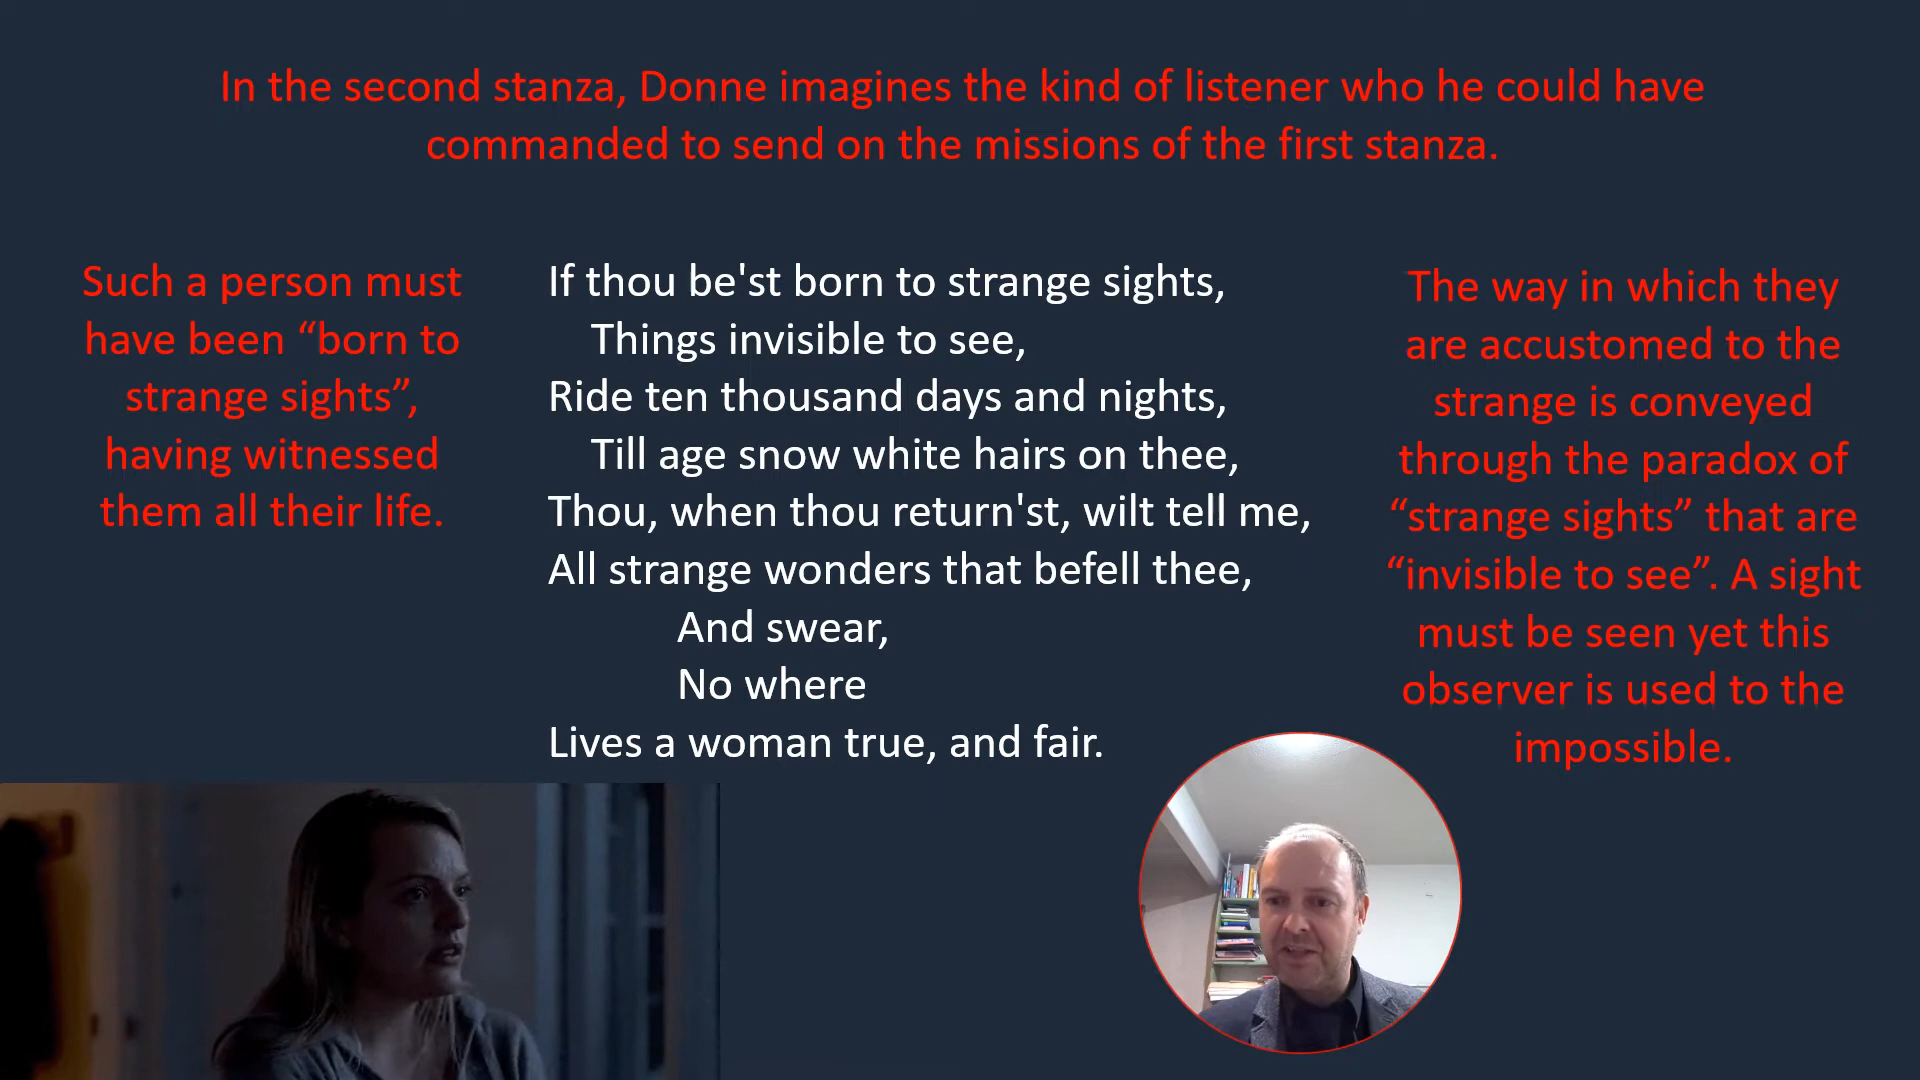 In the second stanza, Donne imagines the kind of listener who he could have
commanded to send on the missions of the first stanza.
Such a person must
have been “born to
strange sights”,
having witnessed
them all their life.
If thou be'st born to strange sights,
Things invisible to see,
Ride ten thousand days and nights,
Till age snow white hairs on thee,
Thou, when thou return'st, wilt tell me,
All strange wonders that befell thee,
And swear,
No where
Lives a woman true, and fair.
The way in which they
are accustomed to the
strange is conveyed
through the paradox of
“strange sights” that are
“invisible to see”. A sight
must be seen yet this
observer is used to the
impossible.